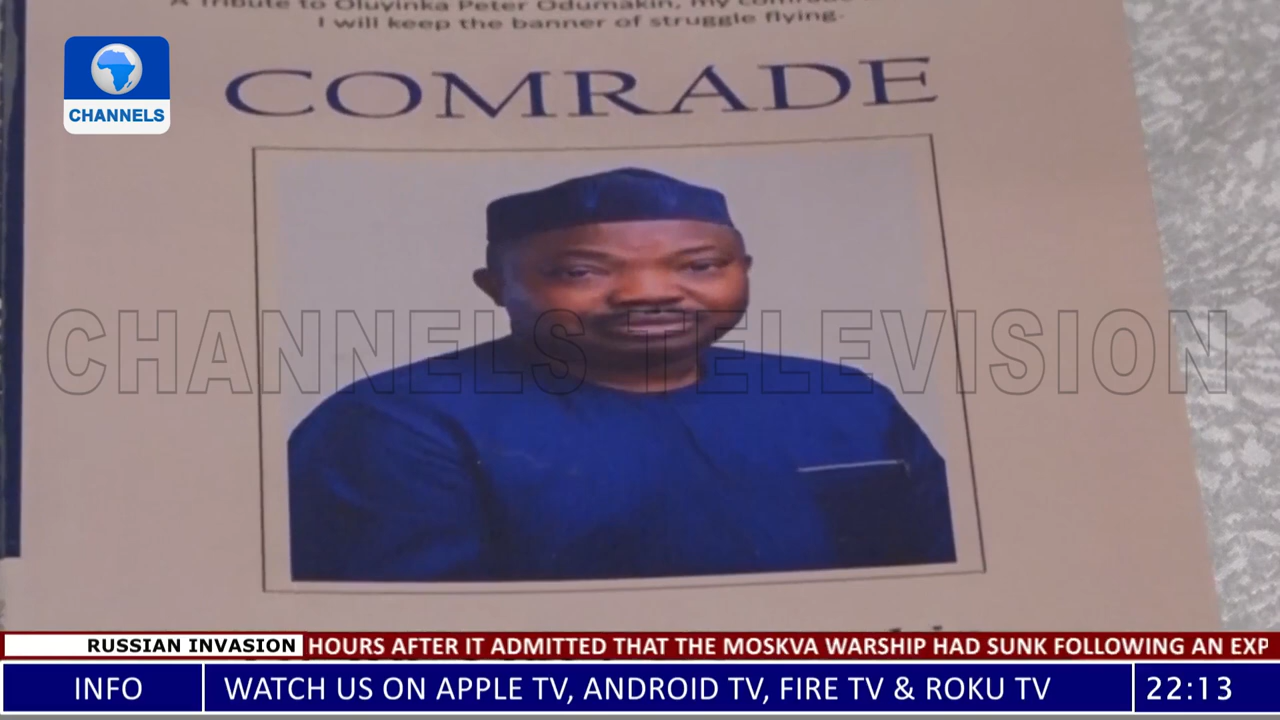 A Tribute to Oluyinka Peter Odumakin, my
I will keep the banner of struggle flying.
COMRADE
CHANNELS
CHANNELS TELEVISION
RUSSIAN INVASION HOURS AFTER IT ADMITTED THAT THE MOSKVA WARSHIP HAD SUNK FOLLOWING AN EXP
INFO WATCH US ON APPLE TV, ANDROID TV, FIRE TV & ROKU TV 22:13